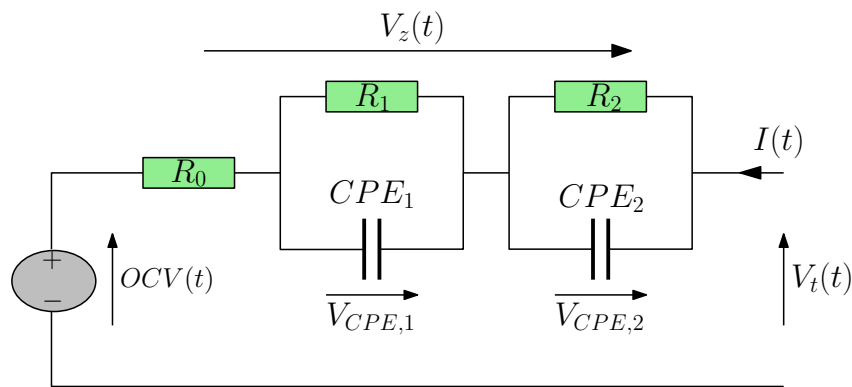 V_z(t)
R_1
R_2
I(t)
R_0
CPE_1
CPE_2
+
OCV(t)
−
V_t(t)
V_{CPE,1}
V_{CPE,2}